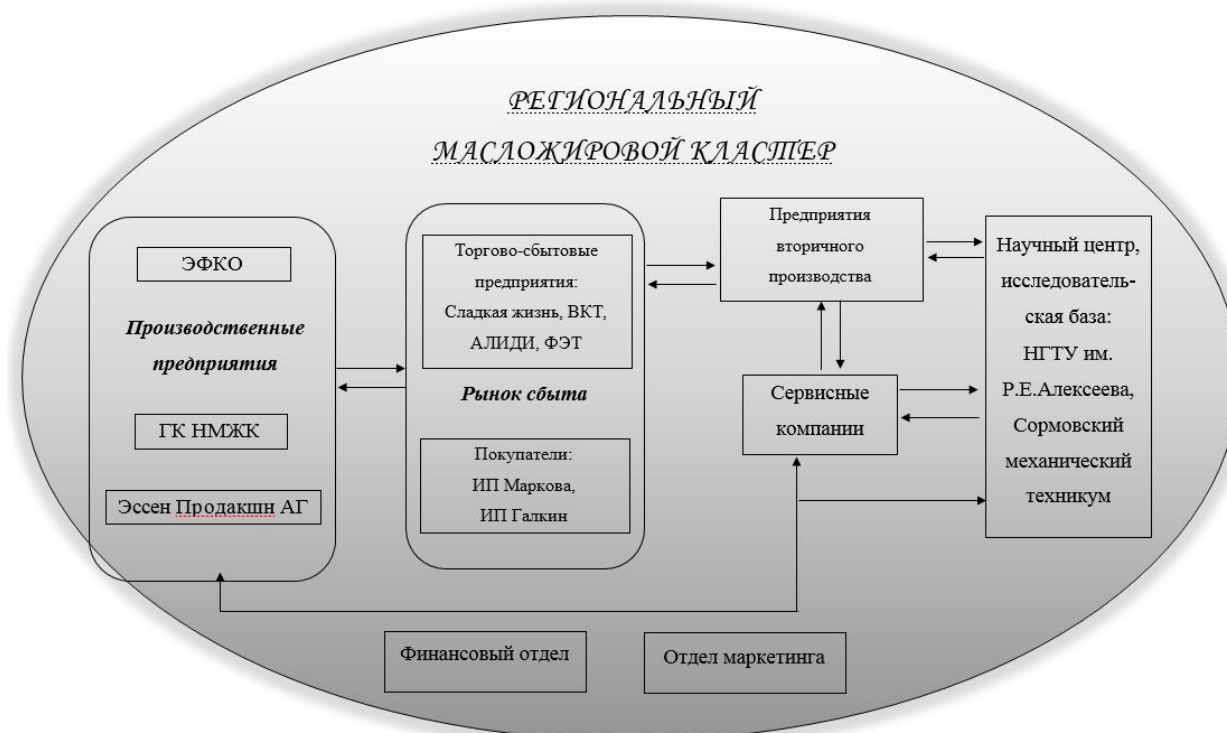 РЕГИОНАЛЬНЫЙ
МАСЛОЖИРОВОЙ КЛАСТЕР
ЭФКО
Производственные
предприятия
ГК НМЖК
Эссен Продакшн АГ
Торгово-сбытовые
предприятия:
Сладкая жизнь, ВКТ,
АЛИДИ, ФЭТ
Рынок сбыта
Покупатели:
ИП Маркова,
ИП Галкин
Предприятия
вторичного
производства
Сервисные
компании
Научный центр,
исследователь-
ская база:
НГТУ им.
Р.Е.Алексеева,
Сормовский
механический
техникум
Финансовый отдел
Отдел маркетинга